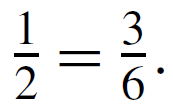 1/2 = 3/6.